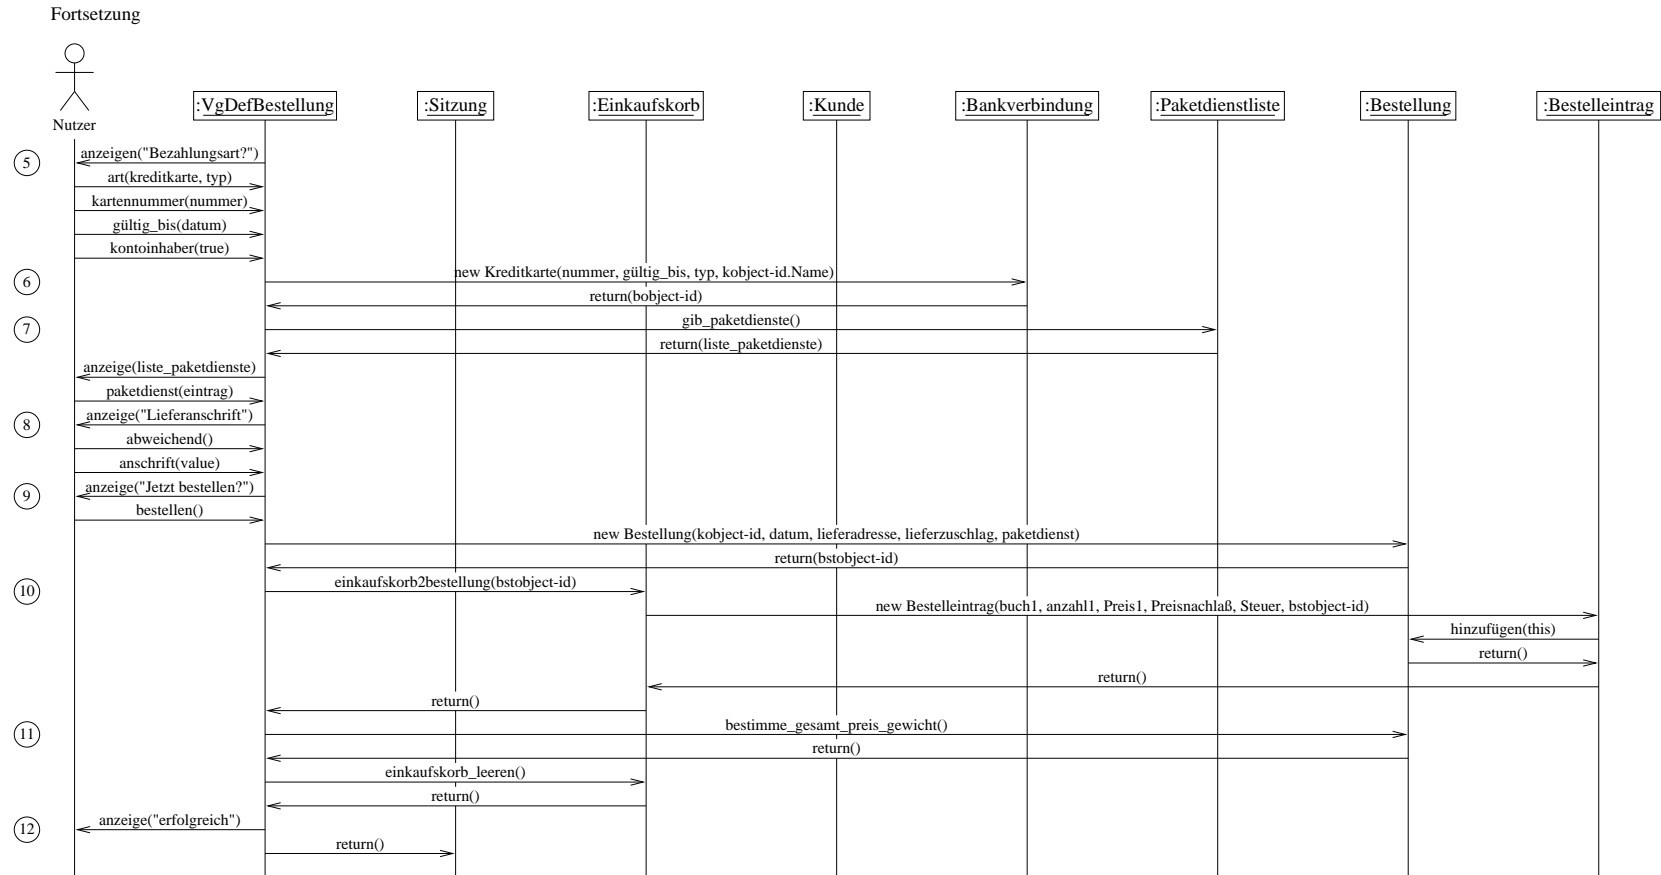 Fortsetzung
Nutzer
:VgDefBestellung
:Sitzung
:Einkaufskorb
:Kunde
:Bankverbindung
:Paketdienstliste
:Bestellung
:Bestelleintrag
5
anzeigen("Bezahlungsart?")
art(kreditkarte, typ)
kartennummer(nummer)
gültig_bis(datum)
kontoinhaber(true)
6
new Kreditkarte(nummer, gültig_bis, typ, kobject-id.Name)
return(bobject-id)
7
gib_paketdienste()
return(liste_paketdienste)
anzeige(liste_paketdienste)
paketdienst(eintrag)
8
anzeige("Lieferanschrift")
abweichend()
anschrift(value)
9
anzeige("Jetzt bestellen?")
bestellen()
new Bestellung(kobject-id, datum, lieferadresse, lieferzuschlag, paketdienst)
return(bstobject-id)
10
einkaufskorb2bestellung(bstobject-id)
new Bestelleintrag(buch1, anzahl1, Preis1, Preisnachlaß, Steuer, bstobject-id)
hinzufügen(this)
return()
return()
return()
11
bestimme_gesamt_preis_gewicht()
return()
einkaufskorb_leeren()
return()
12
anzeige("erfolgreich")
return()